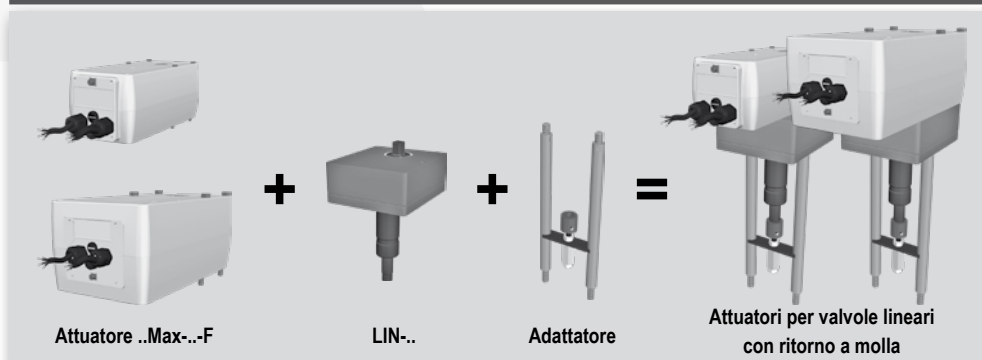 + + =
Attuatore ..Max-..-F LIN-.. Adattatore Attuatori per valvole lineari
con ritorno a molla